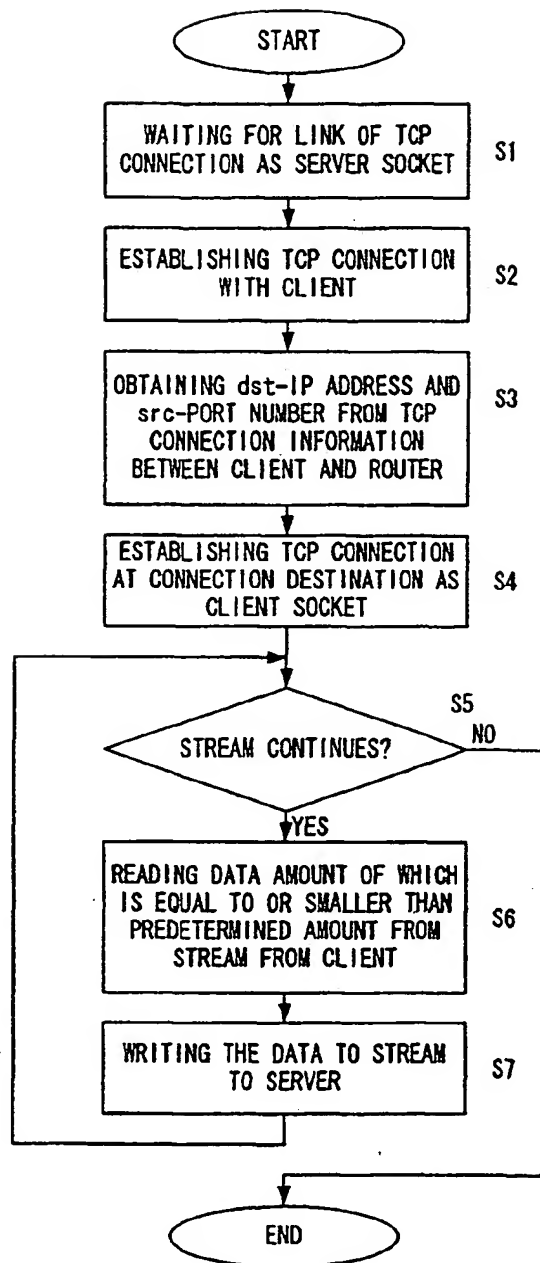 START
WAITING FOR LINK OF TCP
CONNECTION AS SERVER SOCKET
S1
ESTABLISHING TCP CONNECTION
WITH CLIENT
S2
OBTAINING dst-IP ADDRESS AND
src-PORT NUMBER FROM TCP
CONNECTION INFORMATION
BETWEEN CLIENT AND ROUTER
S3
ESTABLISHING TCP CONNECTION
AT CONNECTION DESTINATION AS
CLIENT SOCKET
S4
S5
STREAM CONTINUES?
NO
YES
READING DATA AMOUNT OF WHICH
IS EQUAL TO OR SMALLER THAN
PREDETERMINED AMOUNT FROM
STREAM FROM CLIENT
S6
WRITING THE DATA TO STREAM
TO SERVER
S7
END